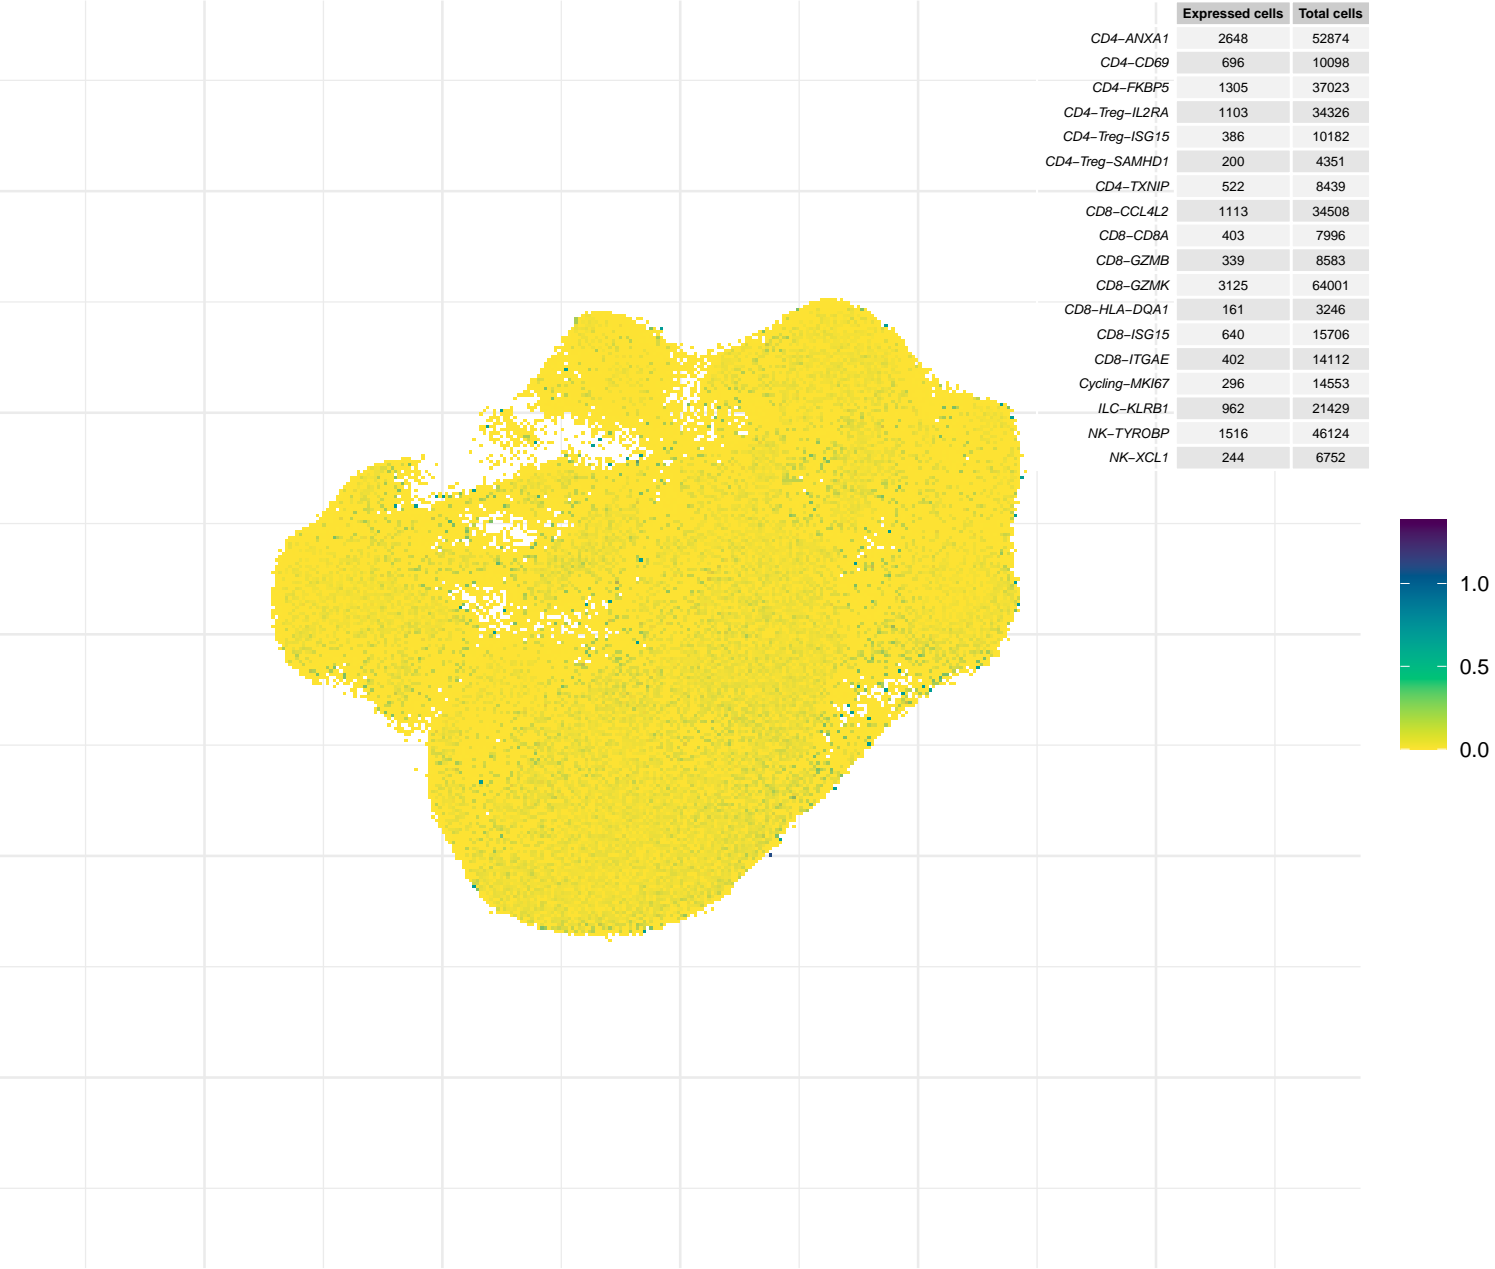 Expressed cells Total cells
CD4−ANXA1 2648 52874
CD4−CD69 696 10098
CD4−FKBP5 1305 37023
CD4−Treg−IL2RA 1103 34326
CD4−Treg−ISG15 386 10182
CD4−Treg−SAMHD1 200 4351
CD4−TXNIP 522 8439
CD8−CCL4L2 1113 34508
CD8−CD8A 403 7996
CD8−GZMB 339 8583
CD8−GZMK 3125 64001
CD8−HLA−DQA1 161 3246
CD8−ISG15 640 15706
CD8−ITGAE 402 14112
Cycling−MKI67 296 14553
ILC−KLRB1 962 21429
NK−TYROBP 1516 46124
NK−XCL1 244 6752
1.0
0.5
0.0